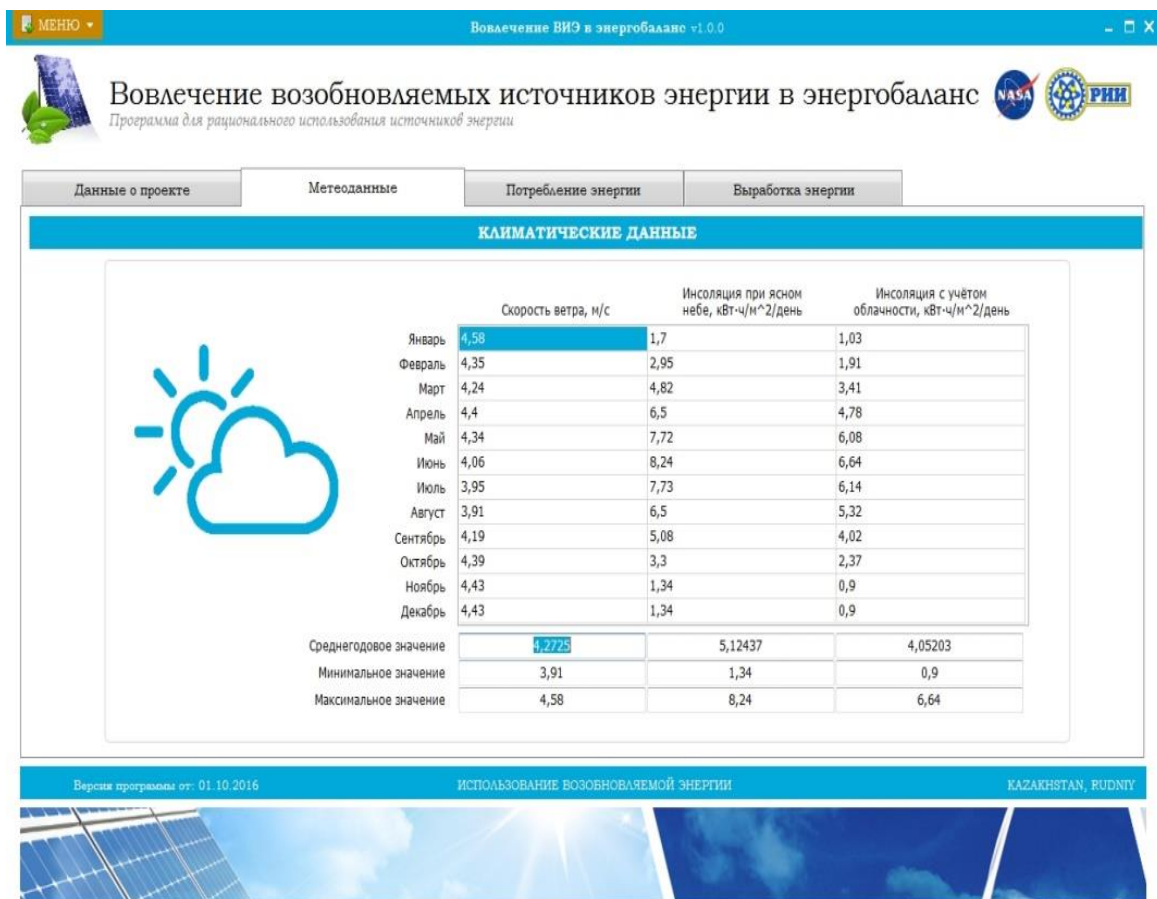 МЕНЮ
Вовлечение ВИЭ в энергобаланс v1.0.0
Вовлечение возобновляемых источников энергии в энергобаланс
NASA
РИИ
Программа для рационального использования источников энергии
Данные о проекте Метеоданные Потребление энергии Выработка энергии
КЛИМАТИЧЕСКИЕ ДАННЫЕ
Скорость ветра, м/с Инсоляция при ясном небе, кВт·ч/м^2/день Инсоляция с учётом облачности, кВт·ч/м^2/день
Январь 4,58 1,7 1,03
Февраль 4,35 2,95 1,91
Март 4,24 4,82 3,41
Апрель 4,4 6,5 4,78
Май 4,34 7,72 6,08
Июнь 4,06 8,24 6,64
Июль 3,95 7,73 6,14
Август 3,91 6,5 5,32
Сентябрь 4,19 5,08 4,02
Октябрь 4,39 3,3 2,37
Ноябрь 4,43 1,34 0,9
Декабрь 4,43 1,34 0,9
Среднегодовое значение 4,2725 5,12437 4,05203
Минимальное значение 3,91 1,34 0,9
Максимальное значение 4,58 8,24 6,64
Версия программы от: 01.10.2016 ИСПОЛЬЗОВАНИЕ ВОЗОБНОВЛЯЕМОЙ ЭНЕРГИИ KAZAKHSTAN, RUDNIY